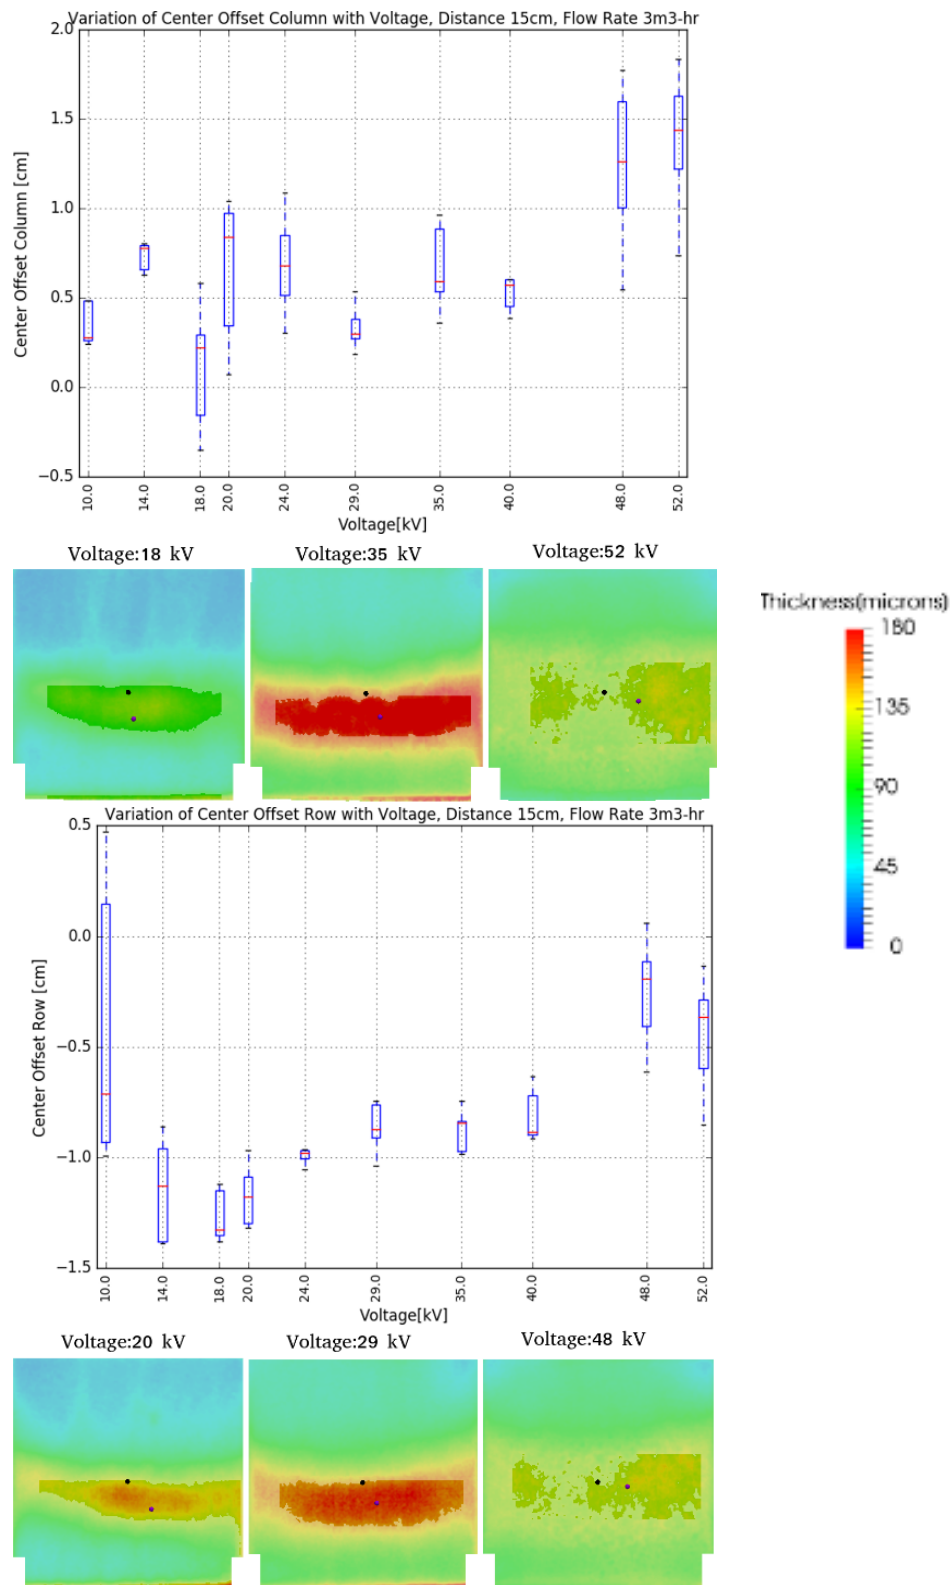 Variation of Center Offset Column with Voltage, Distance 15cm, Flow Rate 3m3-hr
2.0
1.5
1.0
0.5
0.0
−0.5
Center Offset Column [cm]
10.0 14.0 18.0 20.0 24.0 29.0 35.0 40.0 48.0 52.0
Voltage[kV]
Voltage:18 kV Voltage:35 kV Voltage:52 kV
Thickness(microns)
180
135
90
45
0
Variation of Center Offset Row with Voltage, Distance 15cm, Flow Rate 3m3-hr
0.5
0.0
−0.5
−1.0
−1.5
Center Offset Row [cm]
10.0 14.0 18.0 20.0 24.0 29.0 35.0 40.0 48.0 52.0
Voltage[kV]
Voltage:20 kV Voltage:29 kV Voltage:48 kV